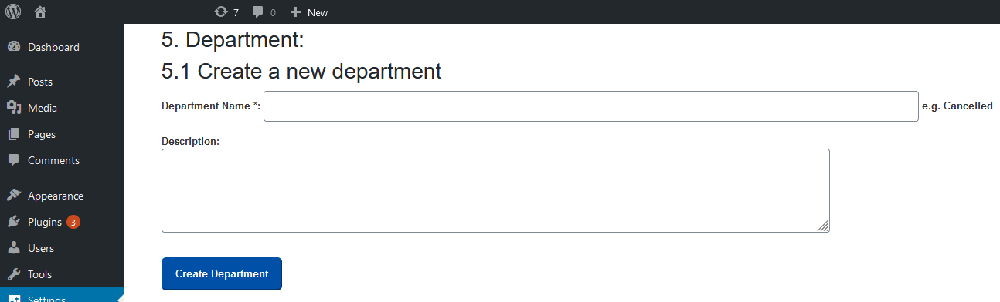 7 0 New
Dashboard
Posts
Media
Pages
Comments
Appearance
Plugins 3
Users
Tools
Settings
5. Department:
5.1 Create a new department
Department Name *: e.g. Cancelled
Description:
Create Department